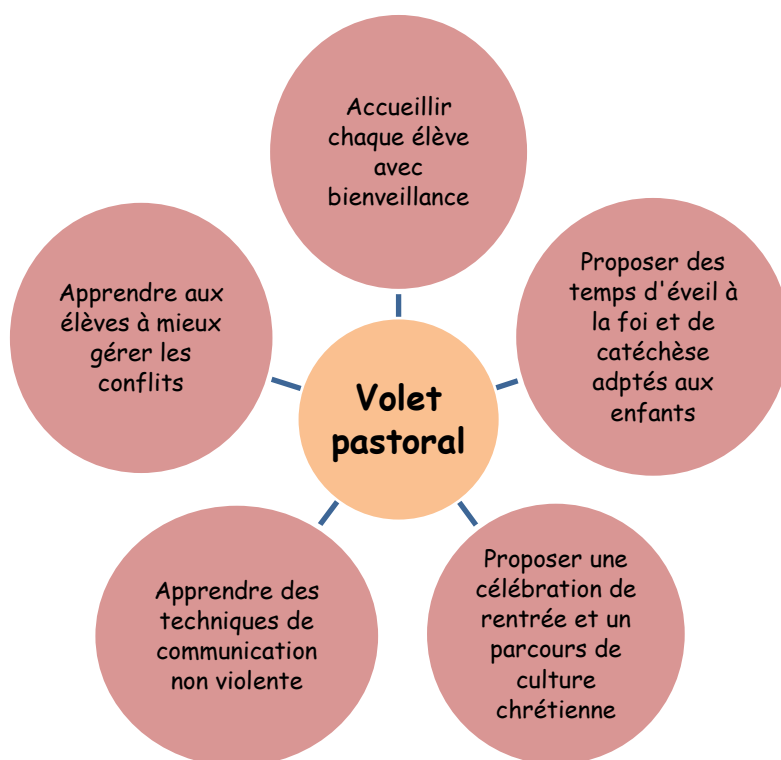 Accueillir
chaque élève
avec
bienveillance
Proposer des
temps d'éveil à
la foi et de
catéchèse
adptés aux
enfants
Proposer une
célébration de
rentrée et un
parcours de
culture
chrétienne
Apprendre des
techniques de
communication
non violente
Apprendre aux
élèves à mieux
gérer les
conflits
Volet
pastoral